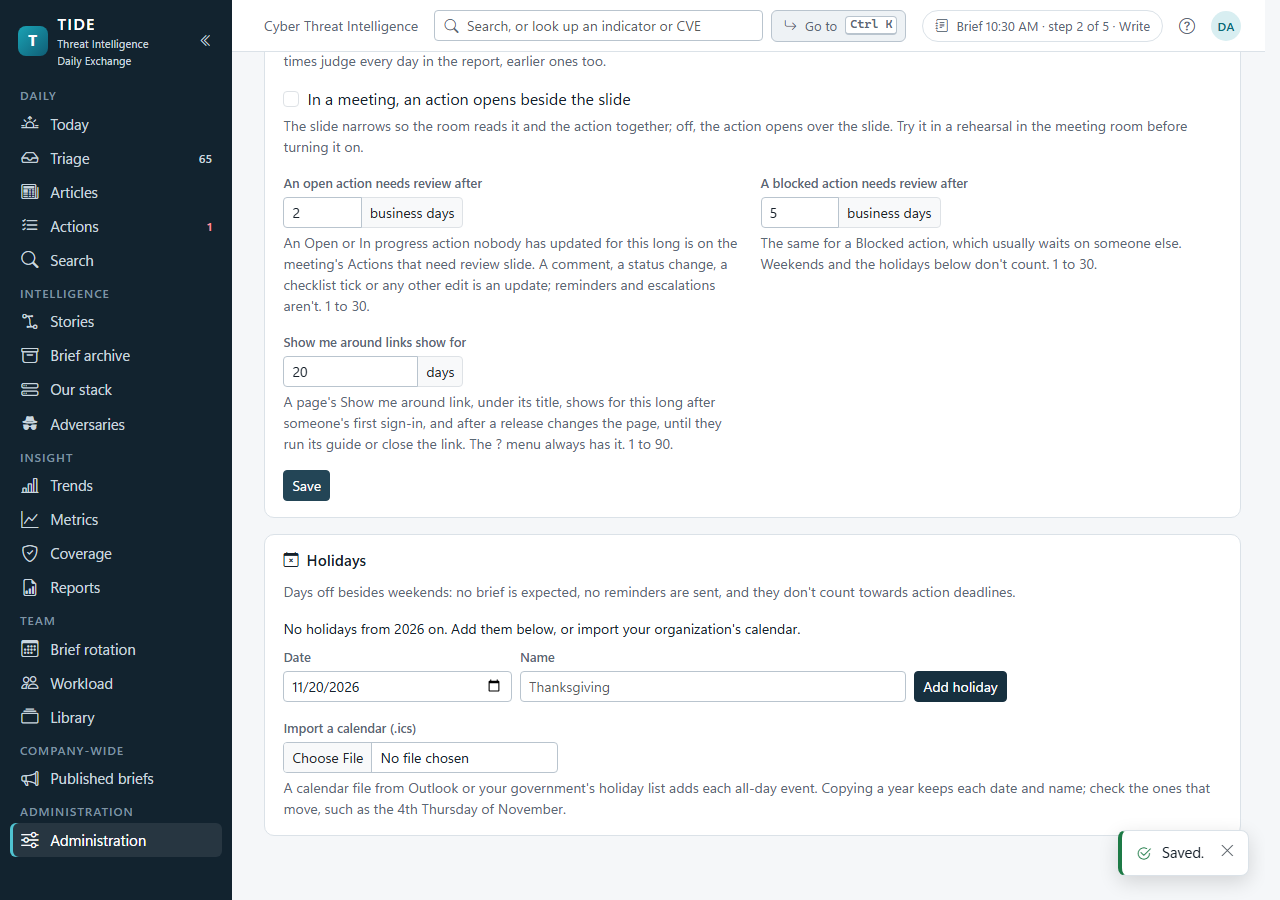 T
TIDE
Threat Intelligence
Daily Exchange
DAILY
Today
Triage 65
Articles
Actions 1
Search
INTELLIGENCE
Stories
Brief archive
Our stack
Adversaries
INSIGHT
Trends
Metrics
Coverage
Reports
TEAM
Brief rotation
Workload
Library
COMPANY-WIDE
Published briefs
ADMINISTRATION
Administration
Cyber Threat Intelligence
Search, or look up an indicator or CVE
Go to Ctrl K
Brief 10:30 AM · step 2 of 5 · Write
?
DA
times judge every day in the report, earlier ones too.
In a meeting, an action opens beside the slide
The slide narrows so the room reads it and the action together; off, the action opens over the slide. Try it in a rehearsal in the meeting room before
turning it on.
An open action needs review after
2 business days
An Open or In progress action nobody has updated for this long is on the
meeting's Actions that need review slide. A comment, a status change, a
checklist tick or any other edit is an update; reminders and escalations
aren't. 1 to 30.
A blocked action needs review after
5 business days
The same for a Blocked action, which usually waits on someone else.
Weekends and the holidays below don't count. 1 to 30.
Show me around links show for
20 days
A page's Show me around link, under its title, shows for this long after
someone's first sign-in, and after a release changes the page, until they
run its guide or close the link. The ? menu always has it. 1 to 90.
Save
Holidays
Days off besides weekends: no brief is expected, no reminders are sent, and they don't count towards action deadlines.
No holidays from 2026 on. Add them below, or import your organization's calendar.
Date
11/20/2026
Name
Thanksgiving
Add holiday
Import a calendar (.ics)
Choose File No file chosen
A calendar file from Outlook or your government's holiday list adds each all-day event. Copying a year keeps each date and name; check the ones that
move, such as the 4th Thursday of November.
Saved.